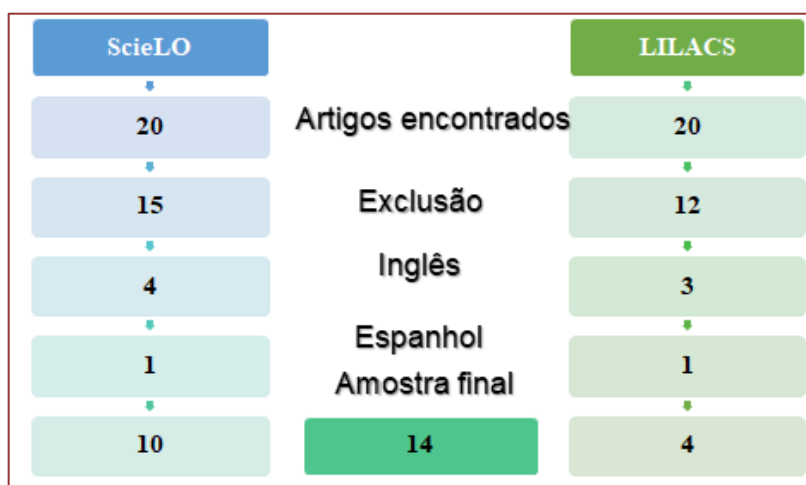 ScieLO LILACS
20 Artigos encontrados 20
15 Exclusão 12
4 Inglês 3
1 Espanhol 1
Amostra final
10 14 4